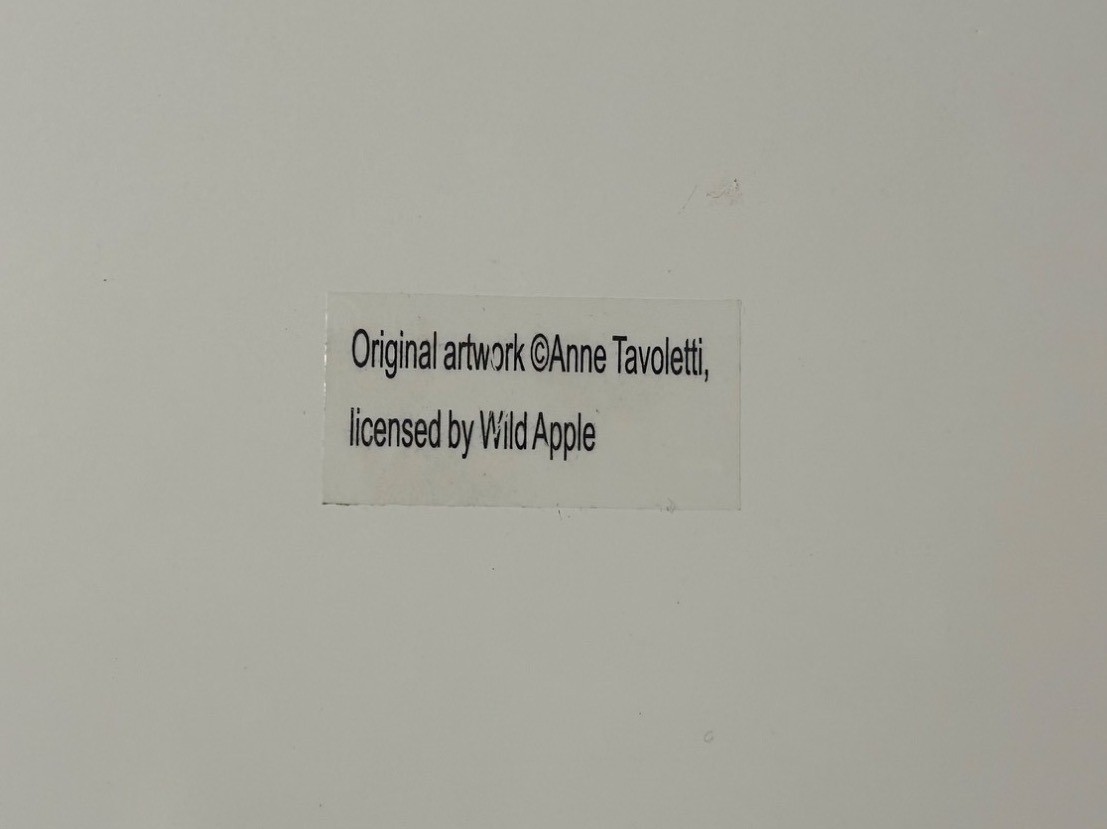 Original artwork ©Anne Tavoletti,
licensed by Wild Apple